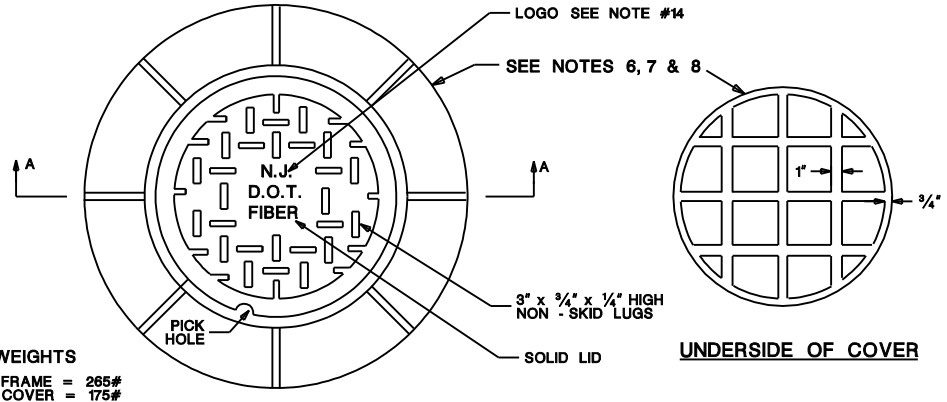 LOGO SEE NOTE #14
SEE NOTES 6, 7 & 8
A
A
N.J.
D.O.T.
FIBER
1"
3/4"
3" x 3/4" x 1/4" HIGH
NON - SKID LUGS
PICK
HOLE
SOLID LID
UNDERSIDE OF COVER
WEIGHTS
FRAME = 265#
COVER = 175#